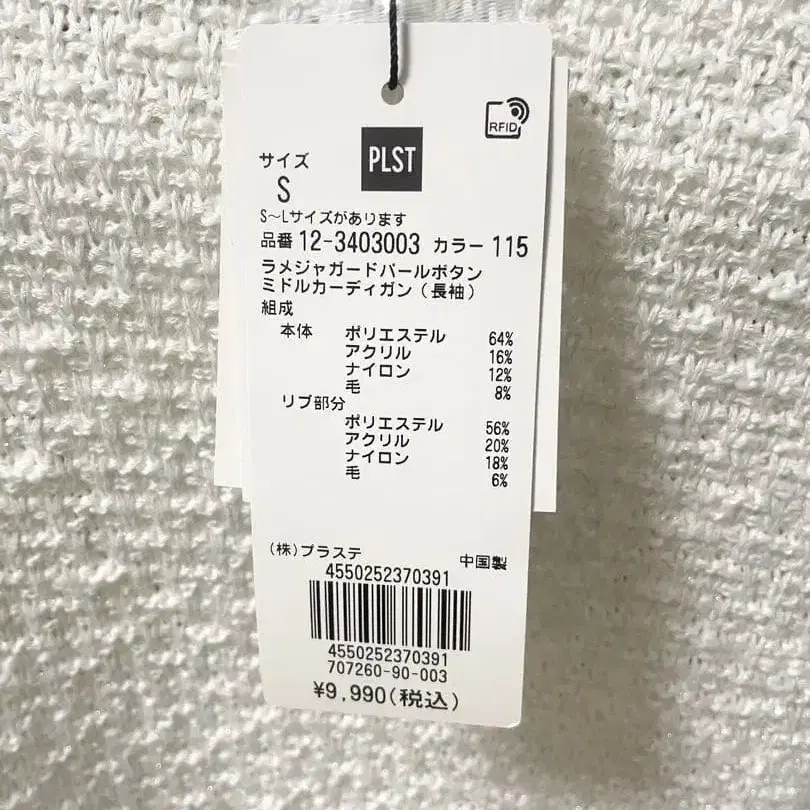 RFID
PLST
サイズ
S
S~Lサイズがあります
品番 12-3403003 カラー 115
ラメジャガードパールボタン
ミドルカーディガン(長袖)
組成
本体 ポリエステル 64%
アクリル 16%
ナイロン 12%
毛 8%
リブ部分
ポリエステル 56%
アクリル 20%
ナイロン 18%
毛 6%
(株)プラステ 中国製
4550252370391
4550252370391
707260-90-003
¥9,990(税込)